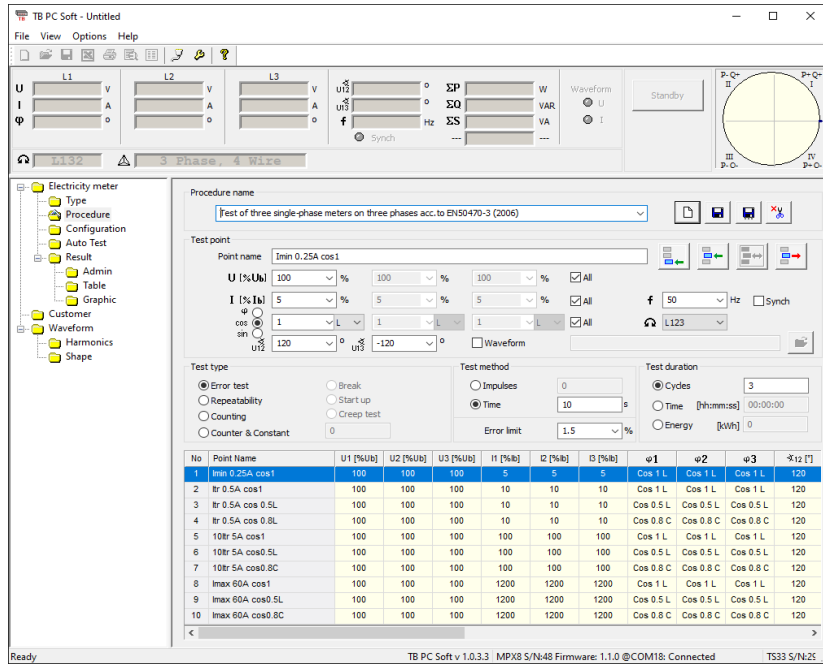 TB PC Soft - Untitled
File View Options Help
L1 L2 L3
U V V V U12 ° ΣP W Waveform Standby
I A A A U13 ° ΣQ VAR U
φ ° ° ° f Hz ΣS VA I
Synch --- ---
P- Q+ P+ Q+
II I
III IV
P- Q- P+ Q-
L132 3 Phase, 4 Wire
Electricity meter
Type
Procedure
Configuration
Auto Test
Result
Admin
Table
Graphic
Customer
Waveform
Harmonics
Shape
Procedure name
Test of three single-phase meters on three phases acc.to EN50470-3 (2006)
Test point
Point name Imin 0.25A cos1
U [%Ub] 100 % 100 % 100 % All
I [%Ib] 5 % 5 % 5 % All f 50 Hz Synch
φ
cos 1 L 1 L 1 L All L123
sin
U12 120 ° U13 -120 ° Waveform
Test type Test method Test duration
Error test Break Impulses 0 Cycles 3
Repeatability Start up Time 10 s Time [hh:mm:ss] 00:00:00
Counting Creep test
Counter & Constant 0 Error limit 1.5 % Energy [kWh] 0
No Point Name U1 [%Ub] U2 [%Ub] U3 [%Ub] I1 [%Ib] I2 [%Ib] I3 [%Ib] φ1 φ2 φ3 ∢12 [°]
1 Imin 0.25A cos1 100 100 100 5 5 5 Cos 1 L Cos 1 L Cos 1 L 120
2 Itr 0.5A cos1 100 100 100 10 10 10 Cos 1 L Cos 1 L Cos 1 L 120
3 Itr 0.5A cos 0.5L 100 100 100 10 10 10 Cos 0.5 L Cos 0.5 L Cos 0.5 L 120
4 Itr 0.5A cos 0.8L 100 100 100 10 10 10 Cos 0.8 C Cos 0.8 C Cos 0.8 C 120
5 10Itr 5A cos1 100 100 100 100 100 100 Cos 1 L Cos 1 L Cos 1 L 120
6 10Itr 5A cos0.5L 100 100 100 100 100 100 Cos 0.5 L Cos 0.5 L Cos 0.5 L 120
7 10Itr 5A cos0.8C 100 100 100 100 100 100 Cos 0.8 C Cos 0.8 C Cos 0.8 C 120
8 Imax 60A cos1 100 100 100 1200 1200 1200 Cos 1 L Cos 1 L Cos 1 L 120
9 Imax 60A cos0.5L 100 100 100 1200 1200 1200 Cos 0.5 L Cos 0.5 L Cos 0.5 L 120
10 Imax 60A cos0.8C 100 100 100 1200 1200 1200 Cos 0.8 C Cos 0.8 C Cos 0.8 C 120
Ready TB PC Soft v 1.0.3.3 MPX8 S/N:48 Firmware: 1.1.0 @COM18: Connected TS33 S/N:29